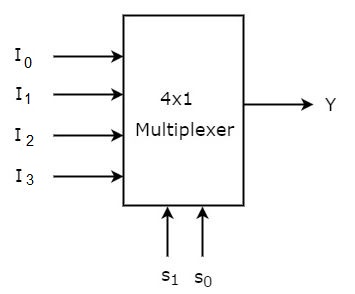 I₀
I₁
I₂
I₃
4x1
Multiplexer
Y
s₁ s₀